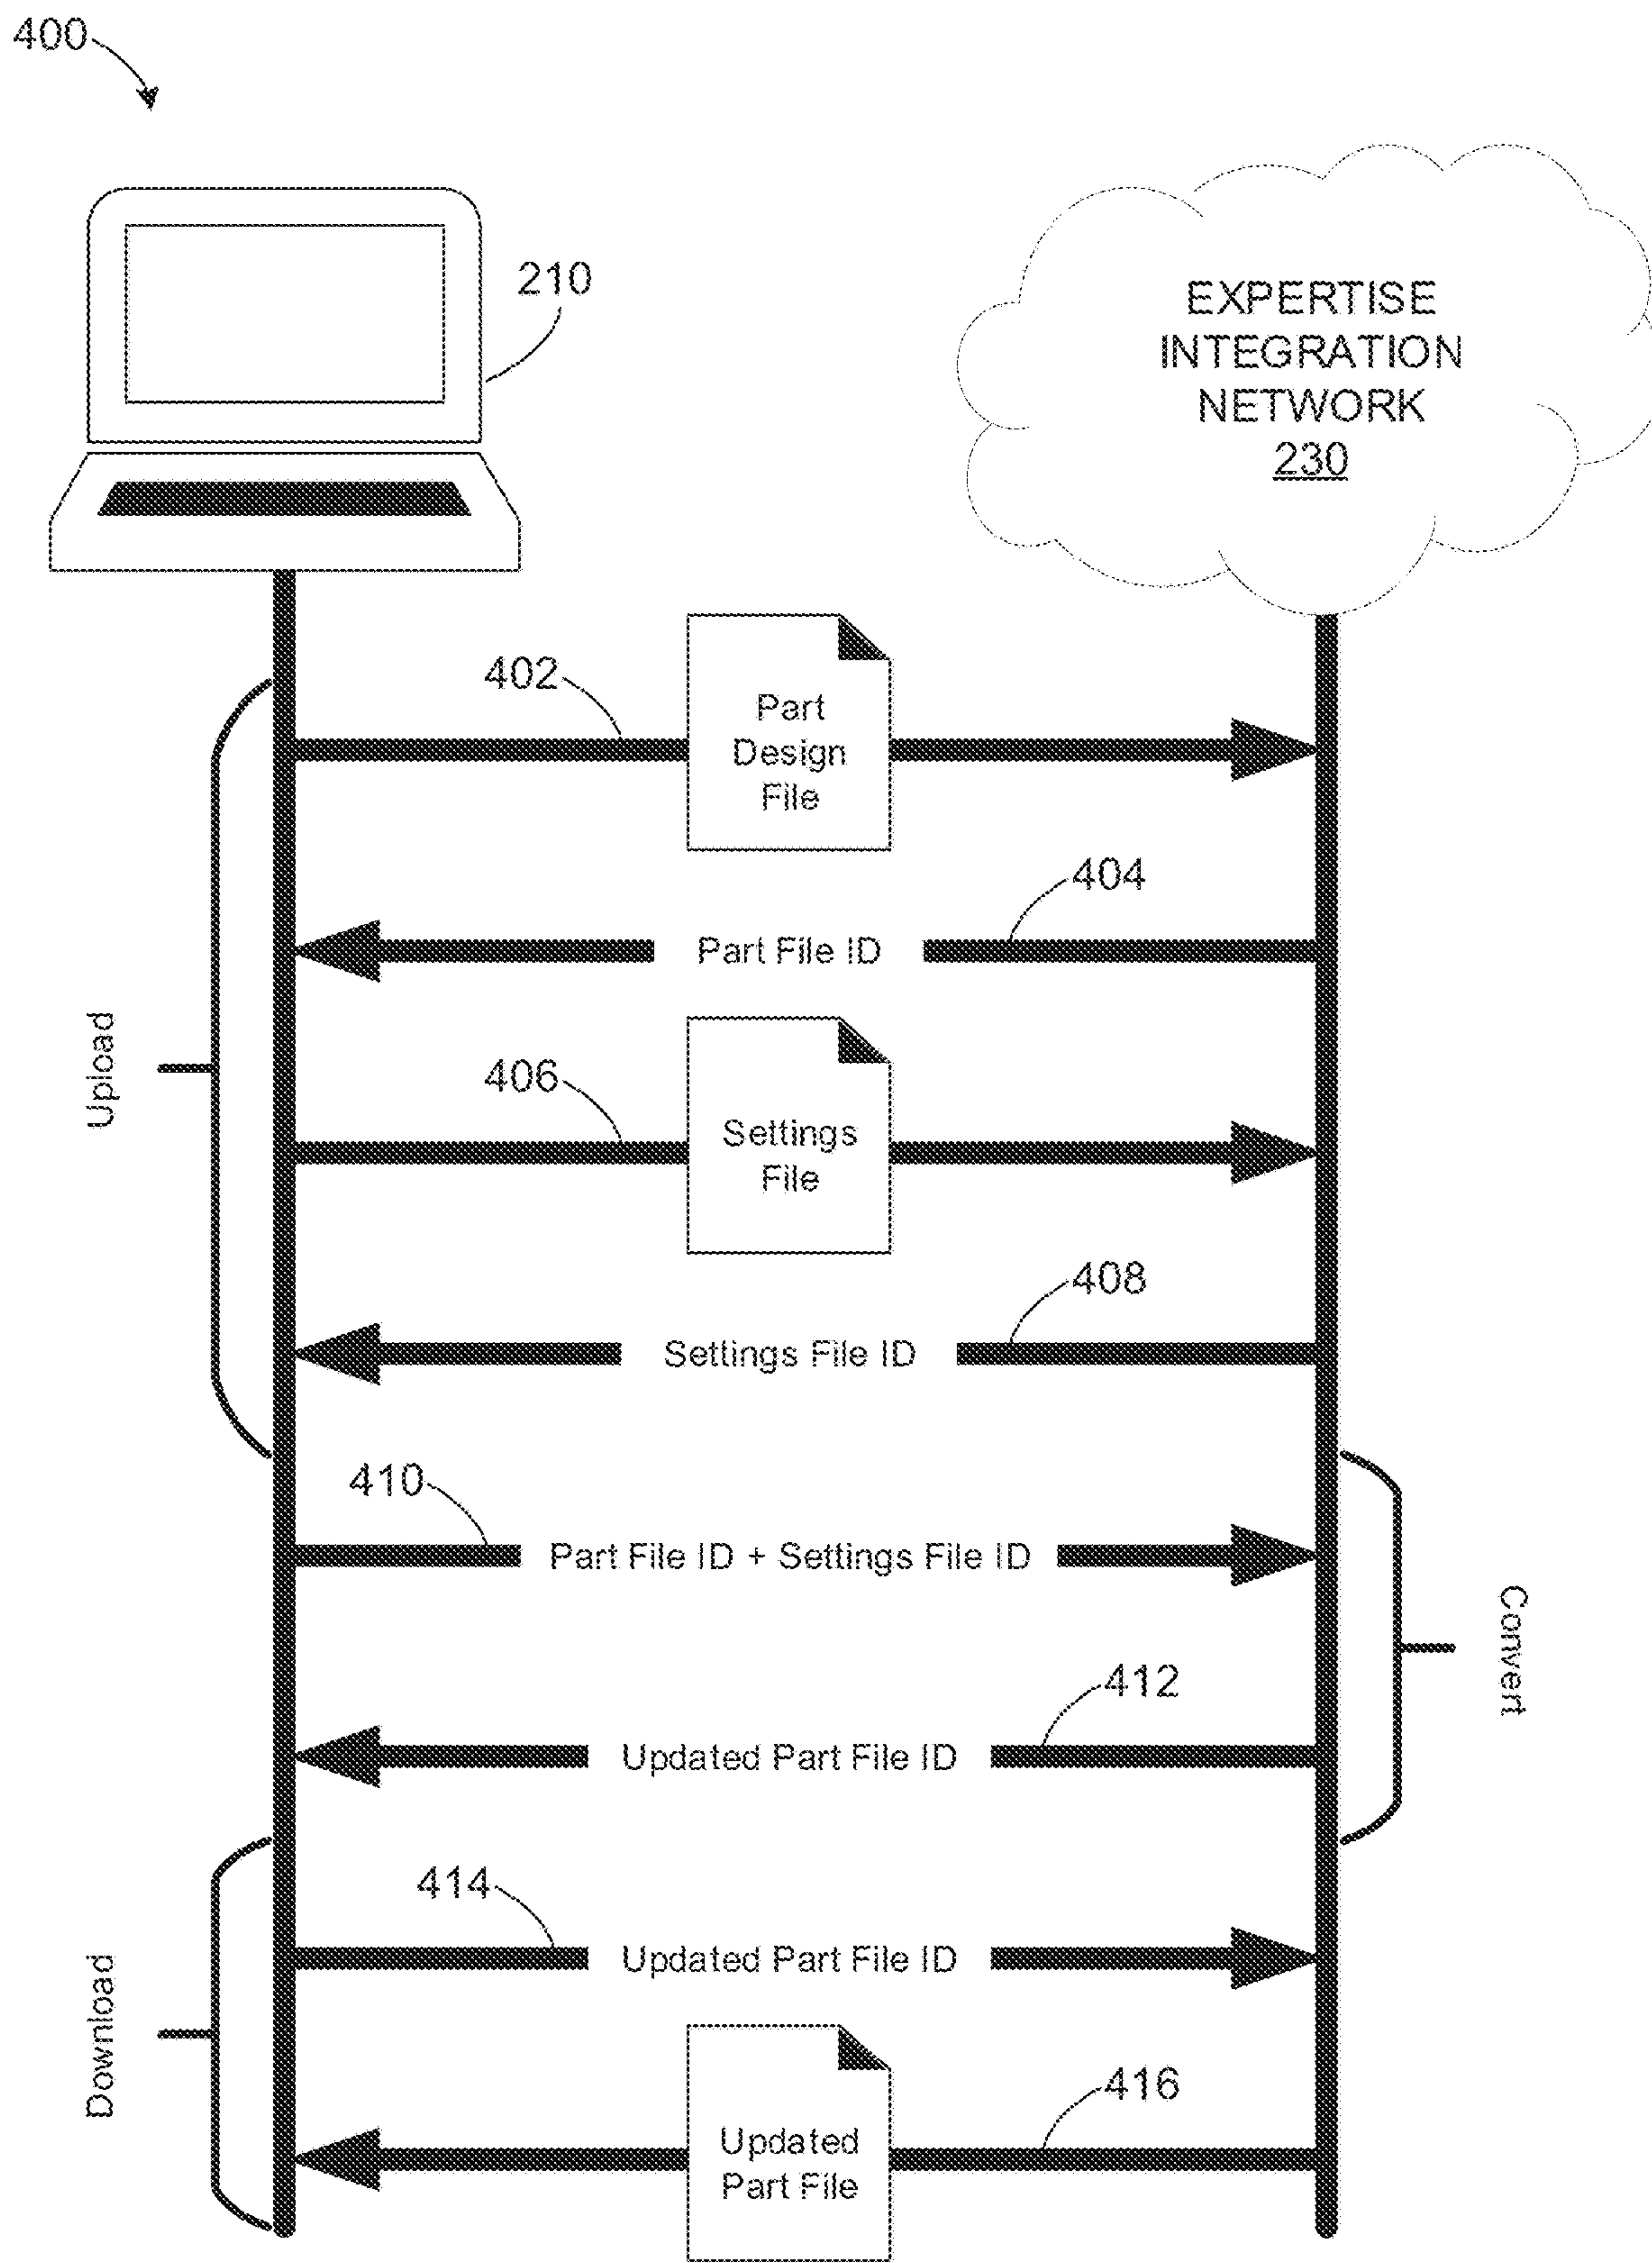 400
210
EXPERTISE
INTEGRATION
NETWORK
230
402
Part
Design
File
404
Part File ID
Upload
406
Settings
File
408
Settings File ID
410
Part File ID + Settings File ID
Convert
412
Updated Part File ID
414
Updated Part File ID
Download
416
Updated
Part File